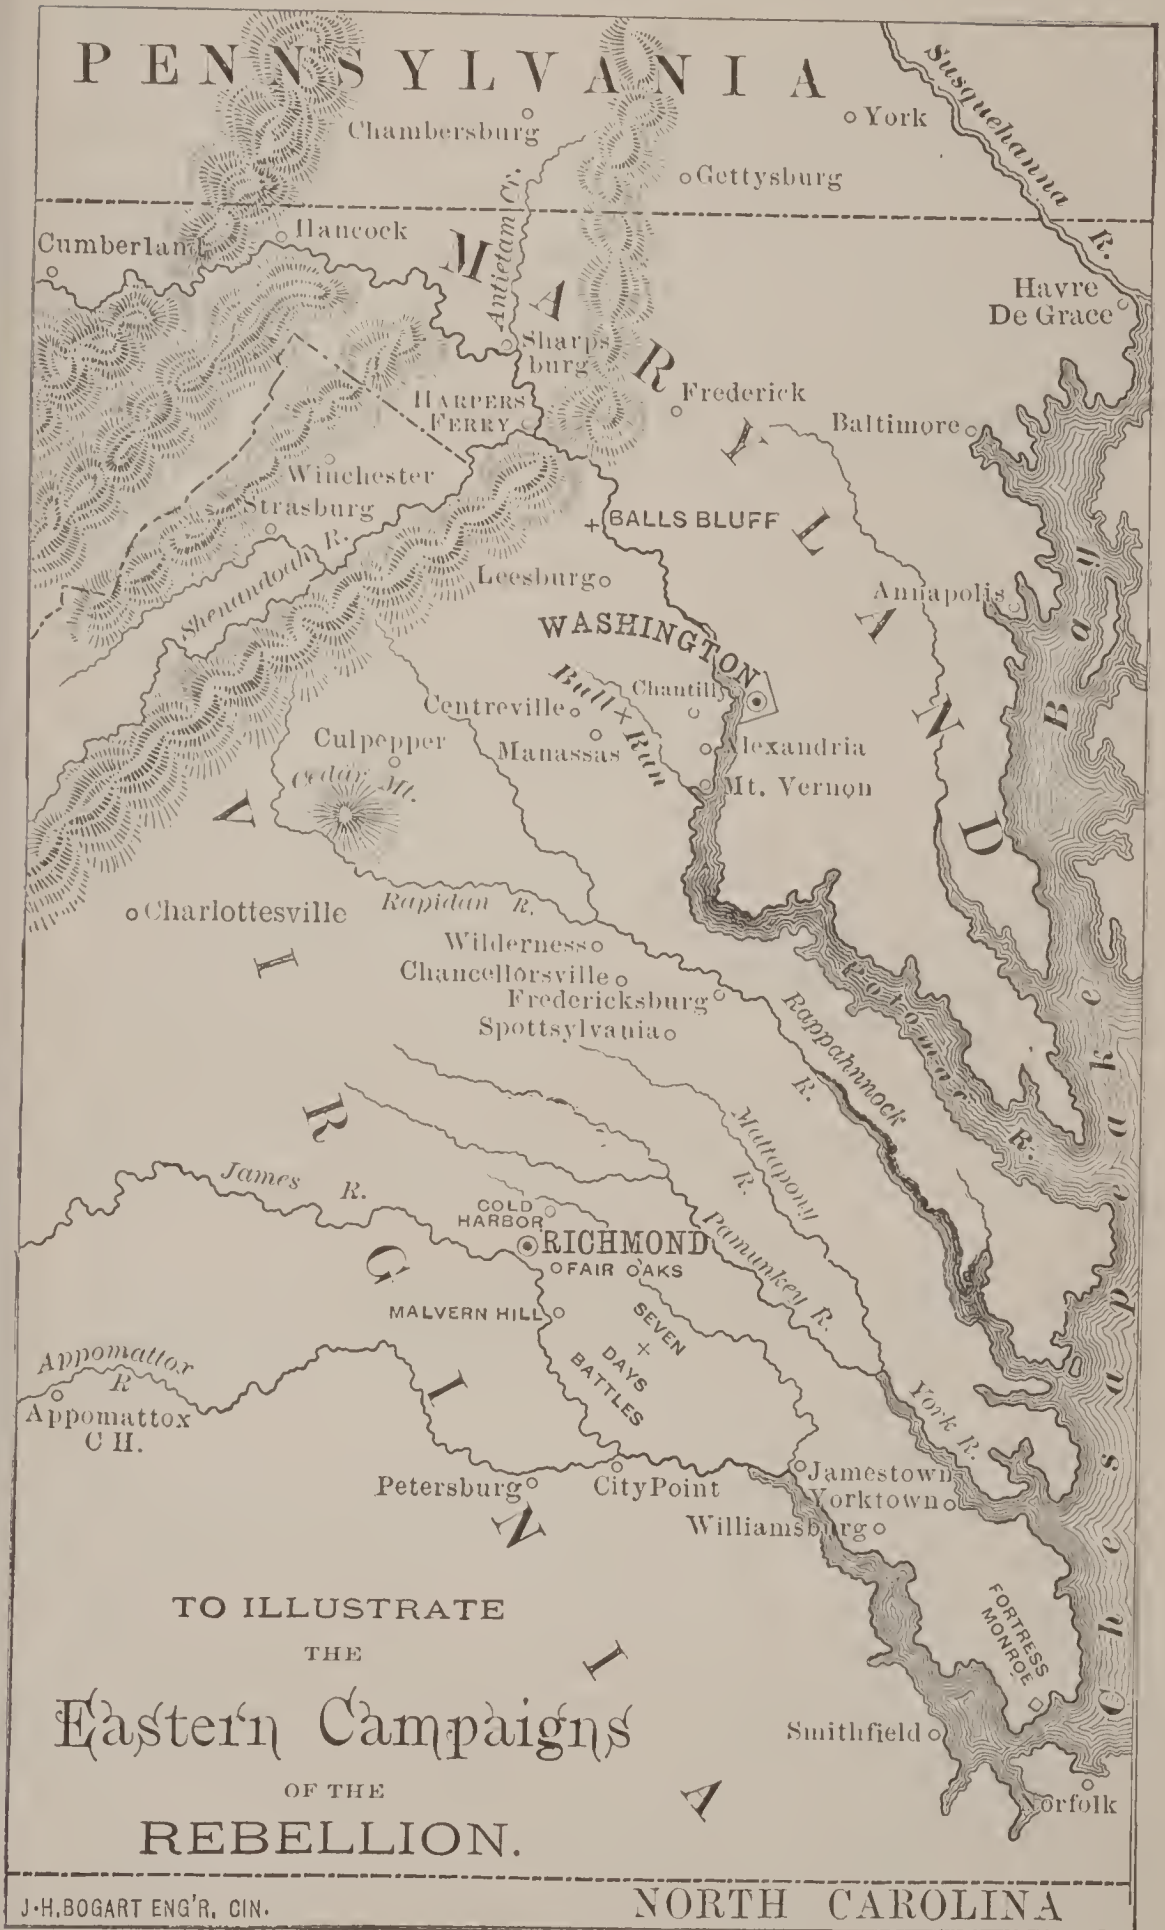 PENNSYLVANIA
Susquehanna R.
Chambersburg
York
Gettysburg
Hancock
Cumberland
MARYLAND
Antietam Cr.
Havre
De Grace
Sharps
burg
Frederick
HARPERS
FERRY
Baltimore
Winchester
Strasburg
BALLS BLUFF
Shenandoah R.
Leesburg
Annapolis
WASHINGTON
Bull Run
Chantilly
Centreville
Manassas
Culpepper
Alexandria
Cedar Mt.
Mt. Vernon
VIRGINIA
Chesapeake Bay
Charlottesville
Rapidan R.
Wilderness
Chancellorsville
Fredericksburg
Spottsylvania
Potomac R.
Rappahnnock
R.
Mattapony
R.
James R.
COLD
HARBOR
RICHMOND
FAIR OAKS
Pamunkey R.
MALVERN HILL
SEVEN
DAYS
BATTLES
Appomattox
R
Appomattox
C H.
York R.
Petersburg
City Point
Jamestown
Yorktown
Williamsburg
FORTRESS
MONROE
Smithfield
Norfolk
TO ILLUSTRATE
THE
Eastern Campaigns
OF THE
REBELLION.
J.H.BOGART ENG'R, CIN.
NORTH CAROLINA